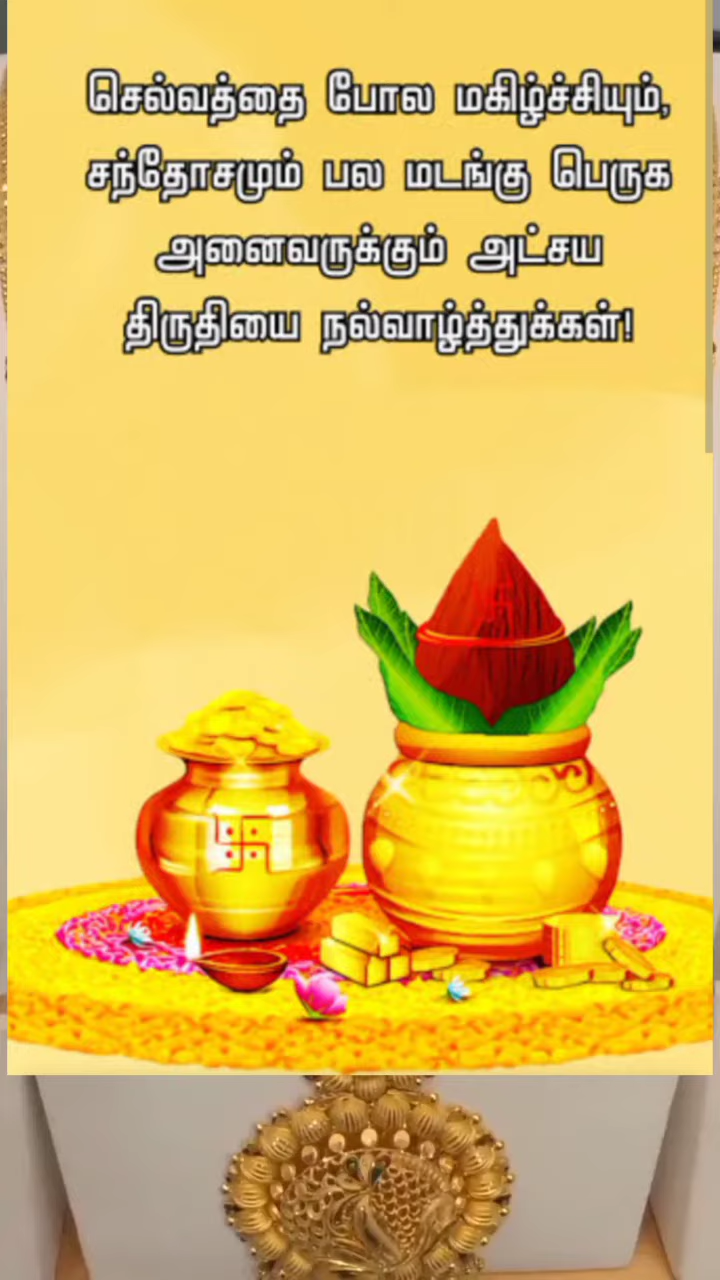 செல்வத்தை போல மகிழ்ச்சியும்,
சந்தோசமும் பல மடங்கு பெருக
அனைவருக்கும் அட்சய
திருதியை நல்வாழ்த்துக்கள்!